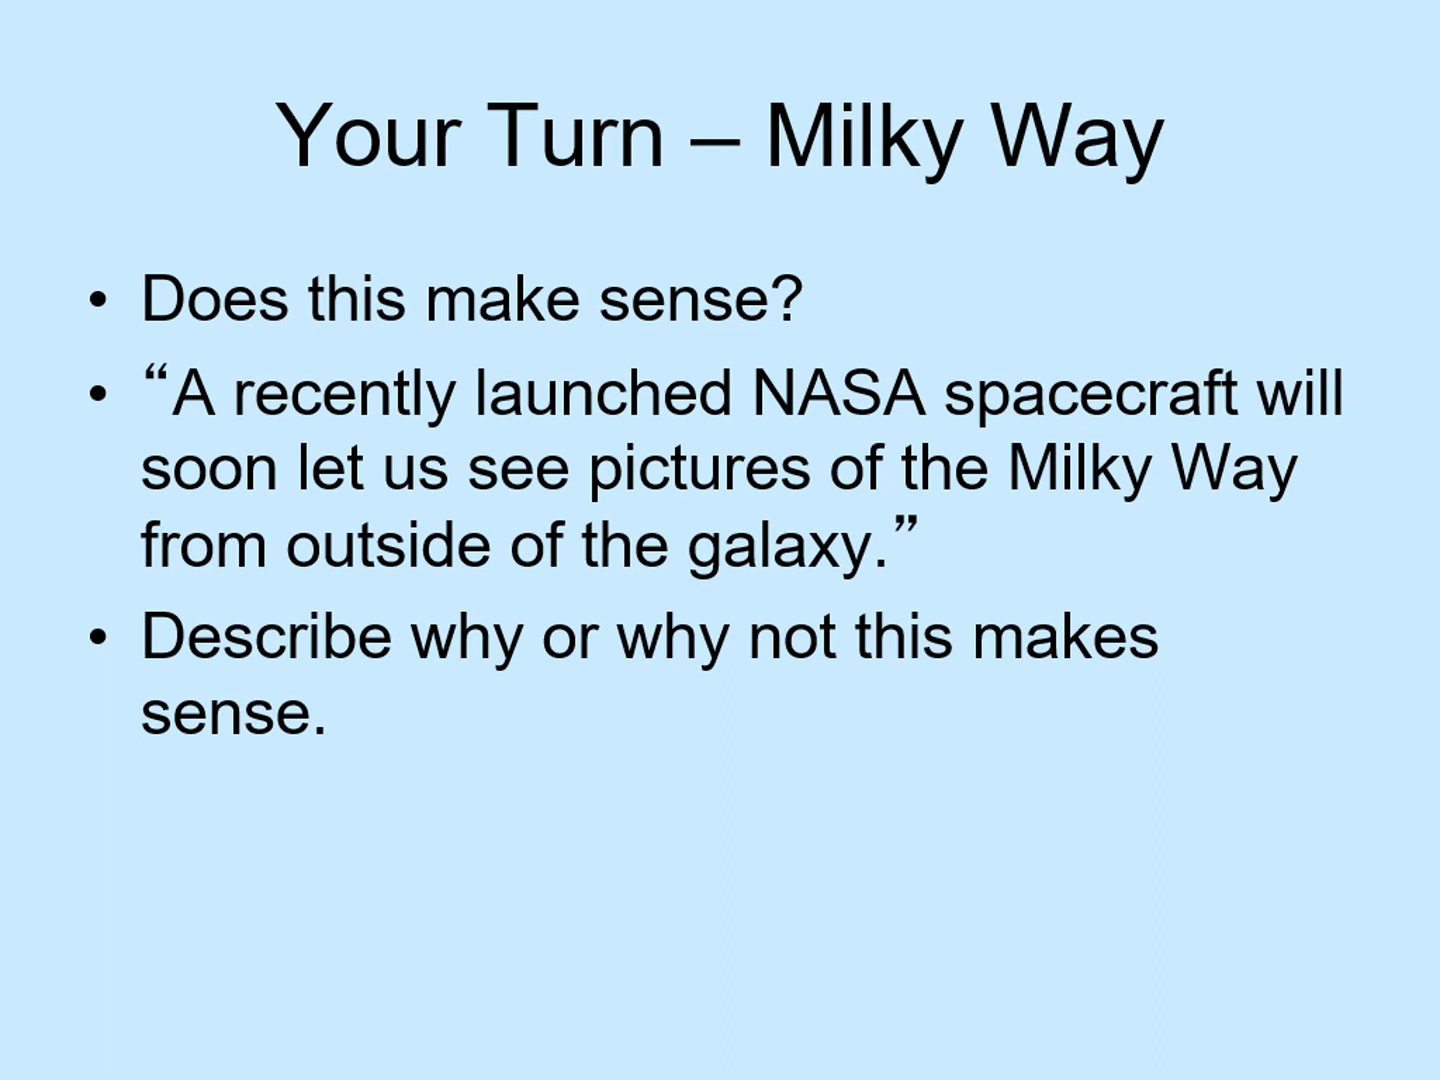 Your Turn – Milky Way
• Does this make sense?
• “A recently launched NASA spacecraft will
soon let us see pictures of the Milky Way
from outside of the galaxy.”
• Describe why or why not this makes
sense.